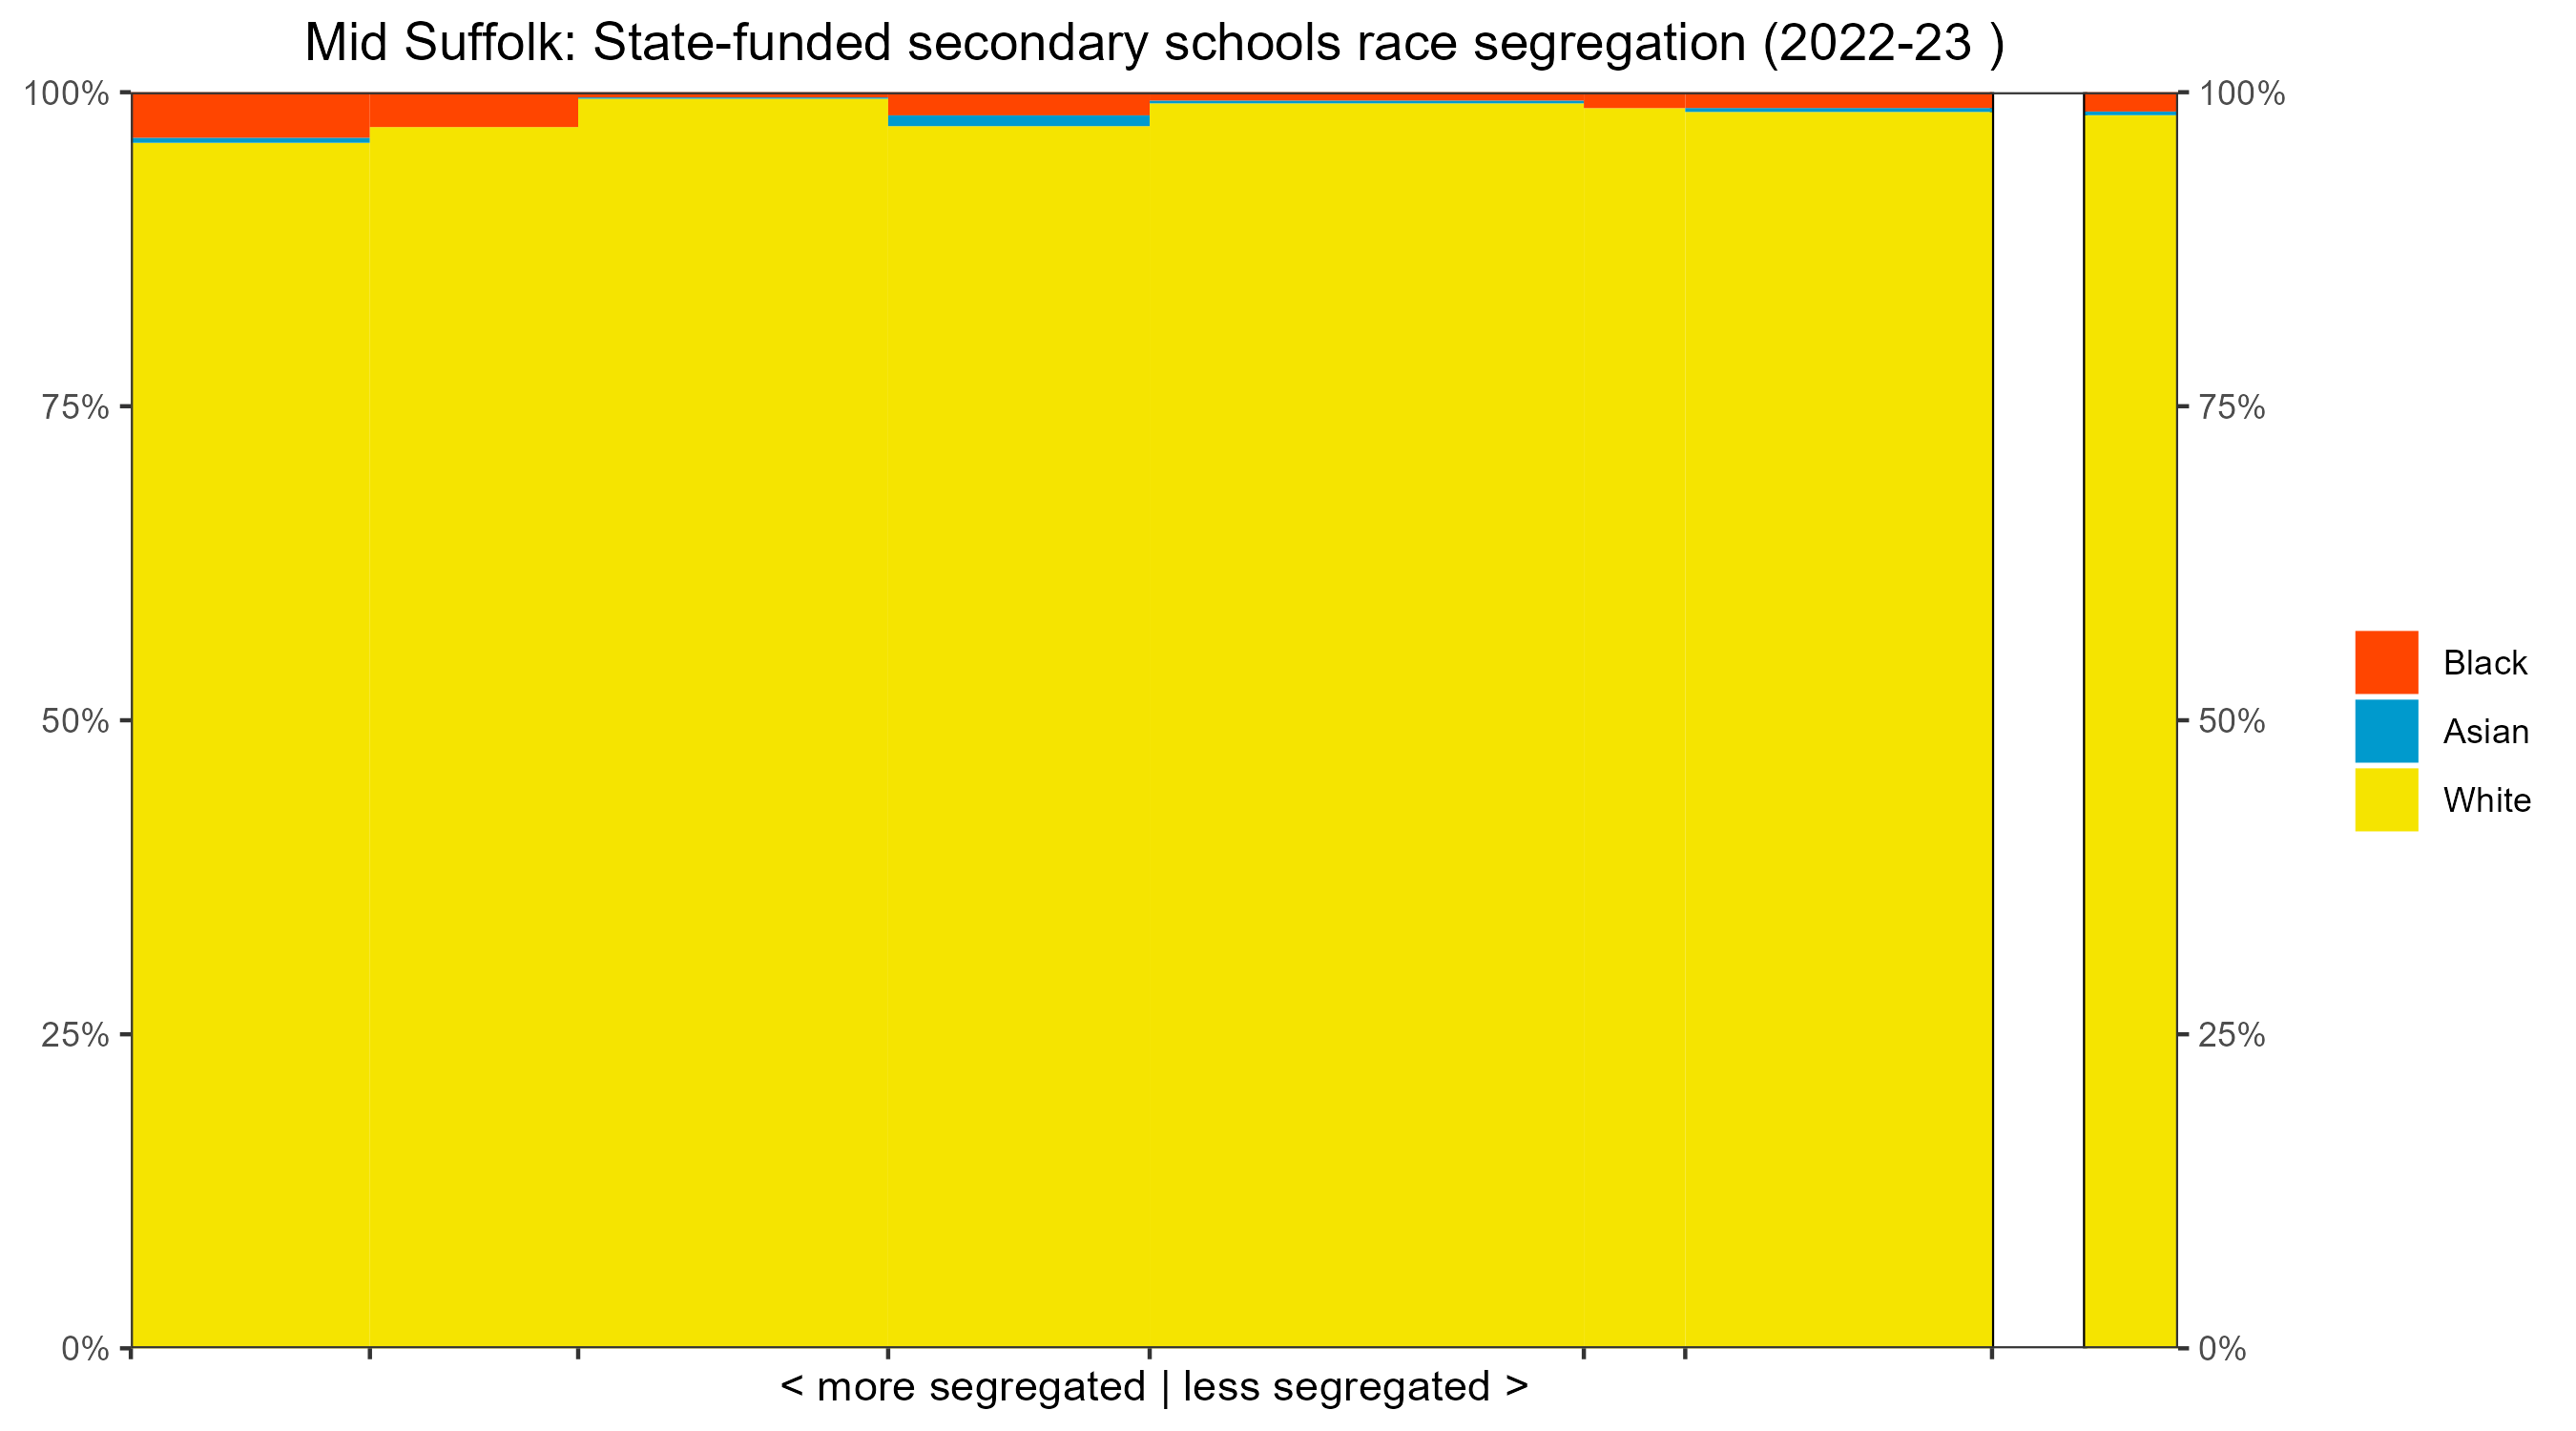 Mid Suffolk: State-funded secondary schools race segregation (2022-23 )
100%
75%
50%
25%
0%
100%
75%
50%
25%
0%
< more segregated | less segregated >
Black
Asian
White